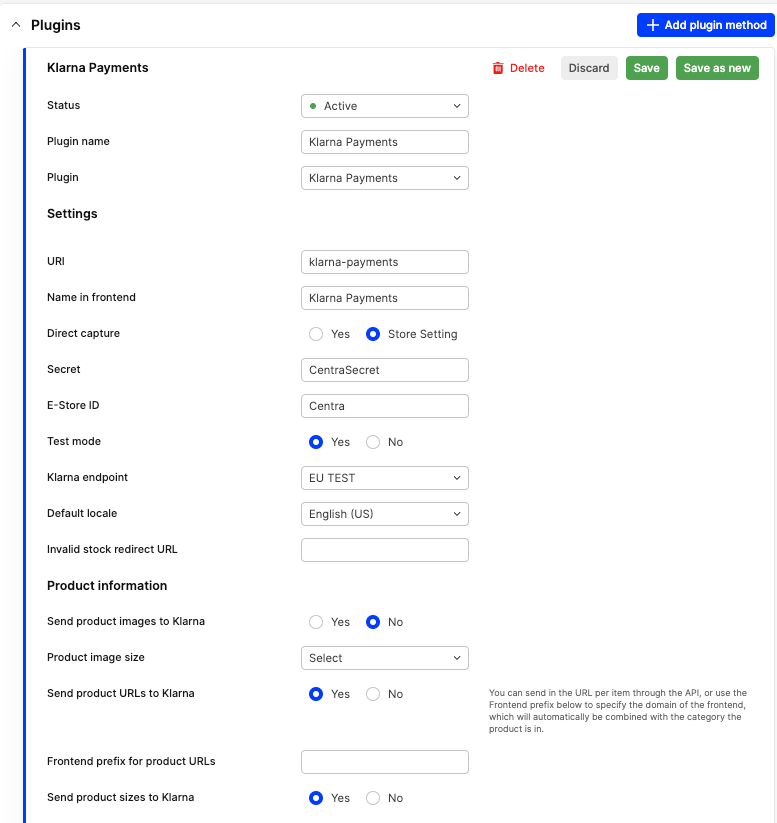 Plugins
Add plugin method
Klarna Payments
Delete
Discard
Save
Save as new
Status
Active
Plugin name
Klarna Payments
Plugin
Klarna Payments
Settings
URI
klarna-payments
Name in frontend
Klarna Payments
Direct capture
Yes
Store Setting
Secret
CentraSecret
E-Store ID
Centra
Test mode
Yes
No
Klarna endpoint
EU TEST
Default locale
English (US)
Invalid stock redirect URL
Product information
Send product images to Klarna
Yes
No
Product image size
Select
Send product URLs to Klarna
Yes
No
You can send in the URL per item through the API, or use the
Frontend prefix below to specify the domain of the frontend,
which will automatically be combined with the category the
product is in.
Frontend prefix for product URLs
Send product sizes to Klarna
Yes
No